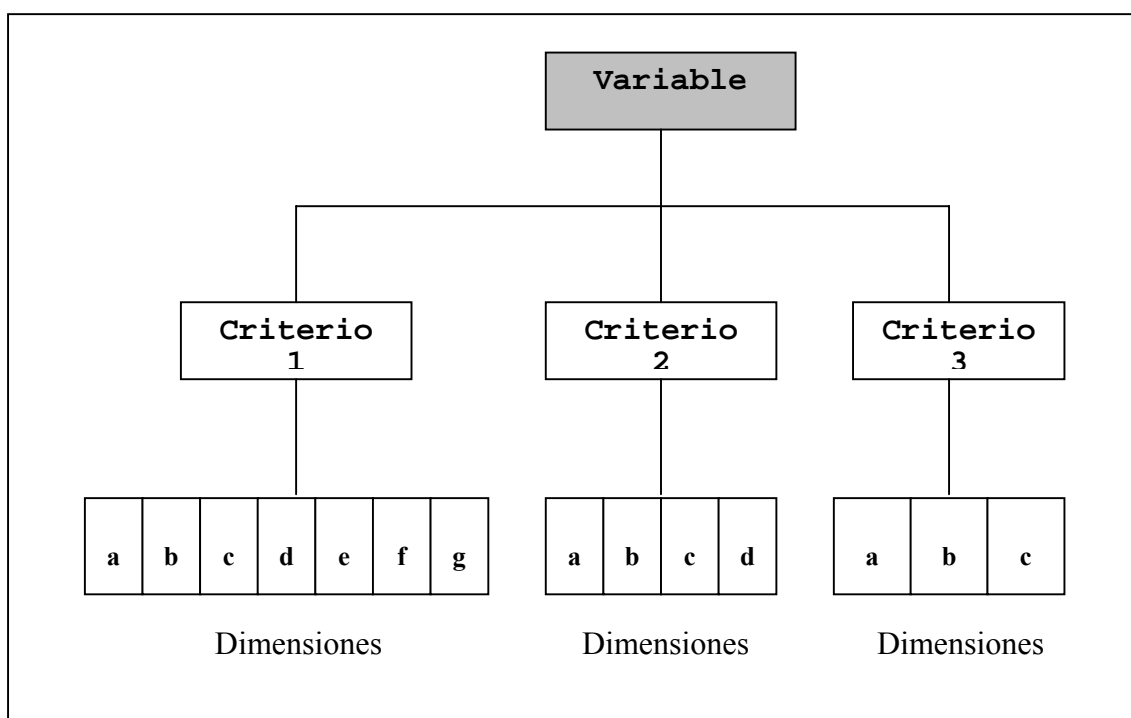 Variable
Criterio
1
Criterio
2
Criterio
3
a b c d e f g
a b c d
a b c
Dimensiones
Dimensiones
Dimensiones